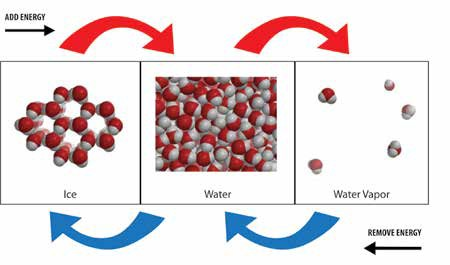 ADD ENERGY
Ice
Water
Water Vapor
REMOVE ENERGY